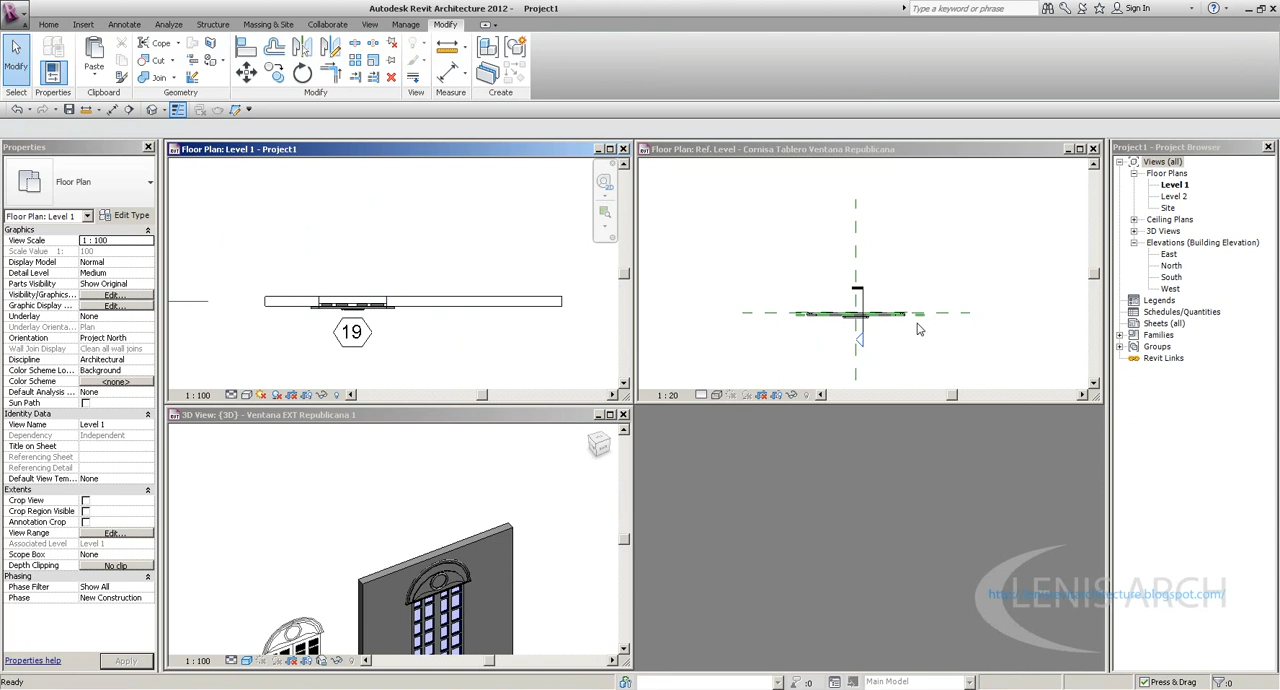 Autodesk Revit Architecture 2012 - Project1
Type a keyword or phrase
Sign In
Home Insert Annotate Analyze Structure Massing & Site Collaborate View Manage Modify
Modify
Paste
Cope
Cut
Join
Select Properties Clipboard Geometry Modify View Measure Create
Properties
Floor Plan
Floor Plan: Level 1
Edit Type
Graphics
View Scale 1 : 100
Scale Value 1: 100
Display Model Normal
Detail Level Medium
Parts Visibility Show Original
Visibility/Graphics... Edit...
Graphic Display ... Edit...
Underlay None
Underlay Orienta... Plan
Orientation Project North
Wall Join Display Clean all wall joins
Discipline Architectural
Color Scheme Lo... Background
Color Scheme <none>
Default Analysis ... None
Sun Path
Identity Data
View Name Level 1
Dependency Independent
Title on Sheet
Referencing Sheet
Referencing Detail
Default View Tem... None
Extents
Crop View
Crop Region Visible
Annotation Crop
View Range Edit...
Associated Level Level 1
Scope Box None
Depth Clipping No clip
Phasing
Phase Filter Show All
Phase New Construction
Properties help
Apply
Floor Plan: Level 1 - Project1
19
1 : 100
Floor Plan: Ref. Level - Cornisa Tablero Ventana Republicana
1 : 20
3D View: {3D} - Ventana EXT Republicana 1
1 : 100
Project1 - Project Browser
Views (all)
Floor Plans
Level 1
Level 2
Site
Ceiling Plans
3D Views
Elevations (Building Elevation)
East
North
South
West
Legends
Schedules/Quantities
Sheets (all)
Families
Groups
Revit Links
LENIS ARCH
Ready
:0
Main Model
Press & Drag
:0